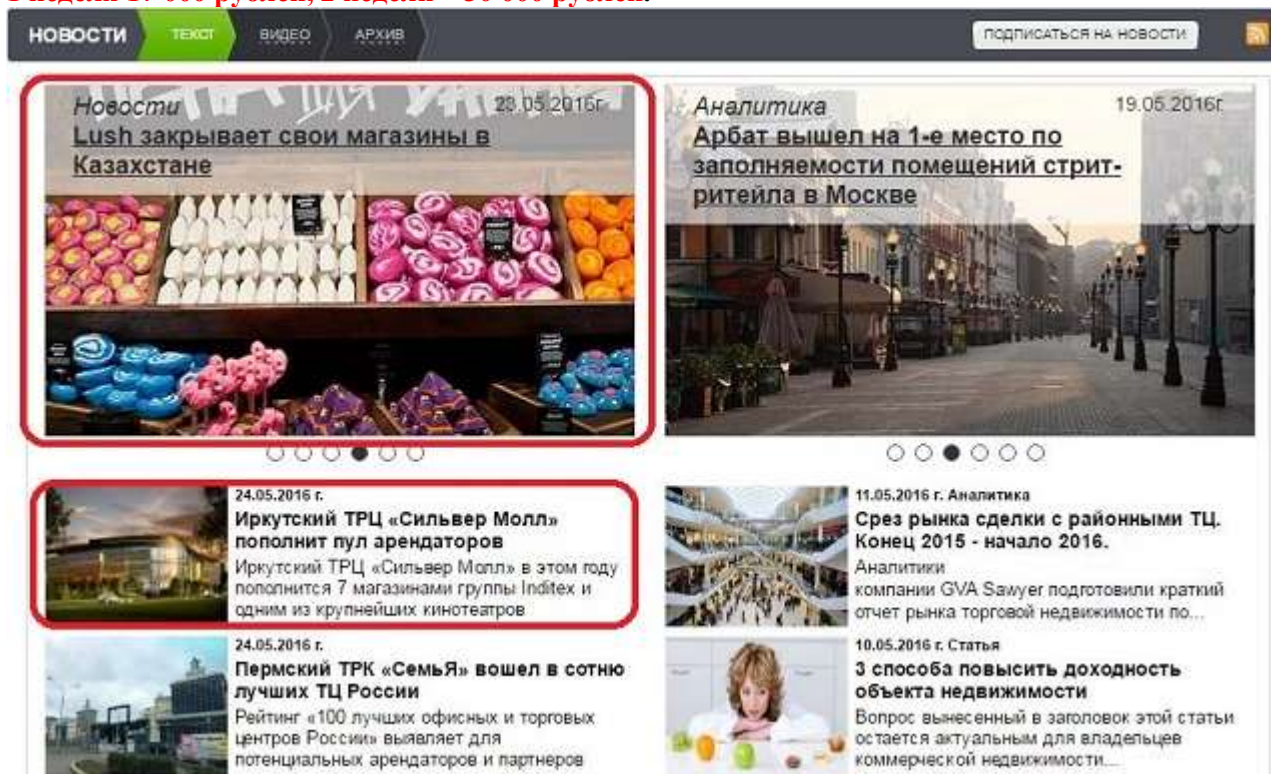 НОВОСТИ ТЕКСТ ВИДЕО АРХИВ ПОДПИСАТЬСЯ НА НОВОСТИ
Новости 23.05.2016г.
Lush закрывает свои магазины в
Казахстане
Аналитика 19.05.2016г.
Арбат вышел на 1-е место по
заполняемости помещений стрит-
ритейла в Москве
24.05.2016 г.
Иркутский ТРЦ «Сильвер Молл»
пополнит пул арендаторов
Иркутский ТРЦ «Сильвер Молл» в этом году
пополнится 7 магазинами группы Inditex и
одним из крупнейших кинотеатров
11.05.2016 г. Аналитика
Срез рынка сделки с районными ТЦ.
Конец 2015 - начало 2016.
Аналитики
компании GVA Sawyer подготовили краткий
отчет рынка торговой недвижимости по...
24.05.2016 г.
Пермский ТРК «СемьЯ» вошел в сотню
лучших ТЦ России
Рейтинг «100 лучших офисных и торговых
центров России» выявляет для
потенциальных арендаторов и партнеров
10.05.2016 г. Статья
3 способа повысить доходность
объекта недвижимости
Вопрос вынесенный в заголовок этой статьи
остается актуальным для владельцев
коммерческой недвижимости...